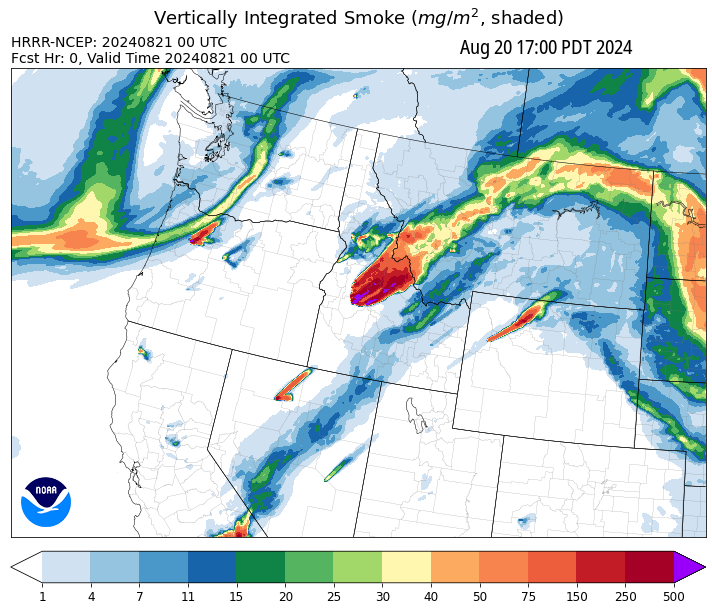 Vertically Integrated Smoke (mg/m², shaded)
HRRR-NCEP: 20240821 00 UTC
Fcst Hr: 0, Valid Time 20240821 00 UTC
Aug 20 17:00 PDT 2024
NOAA
1 4 7 11 15 20 25 30 40 50 75 150 250 500